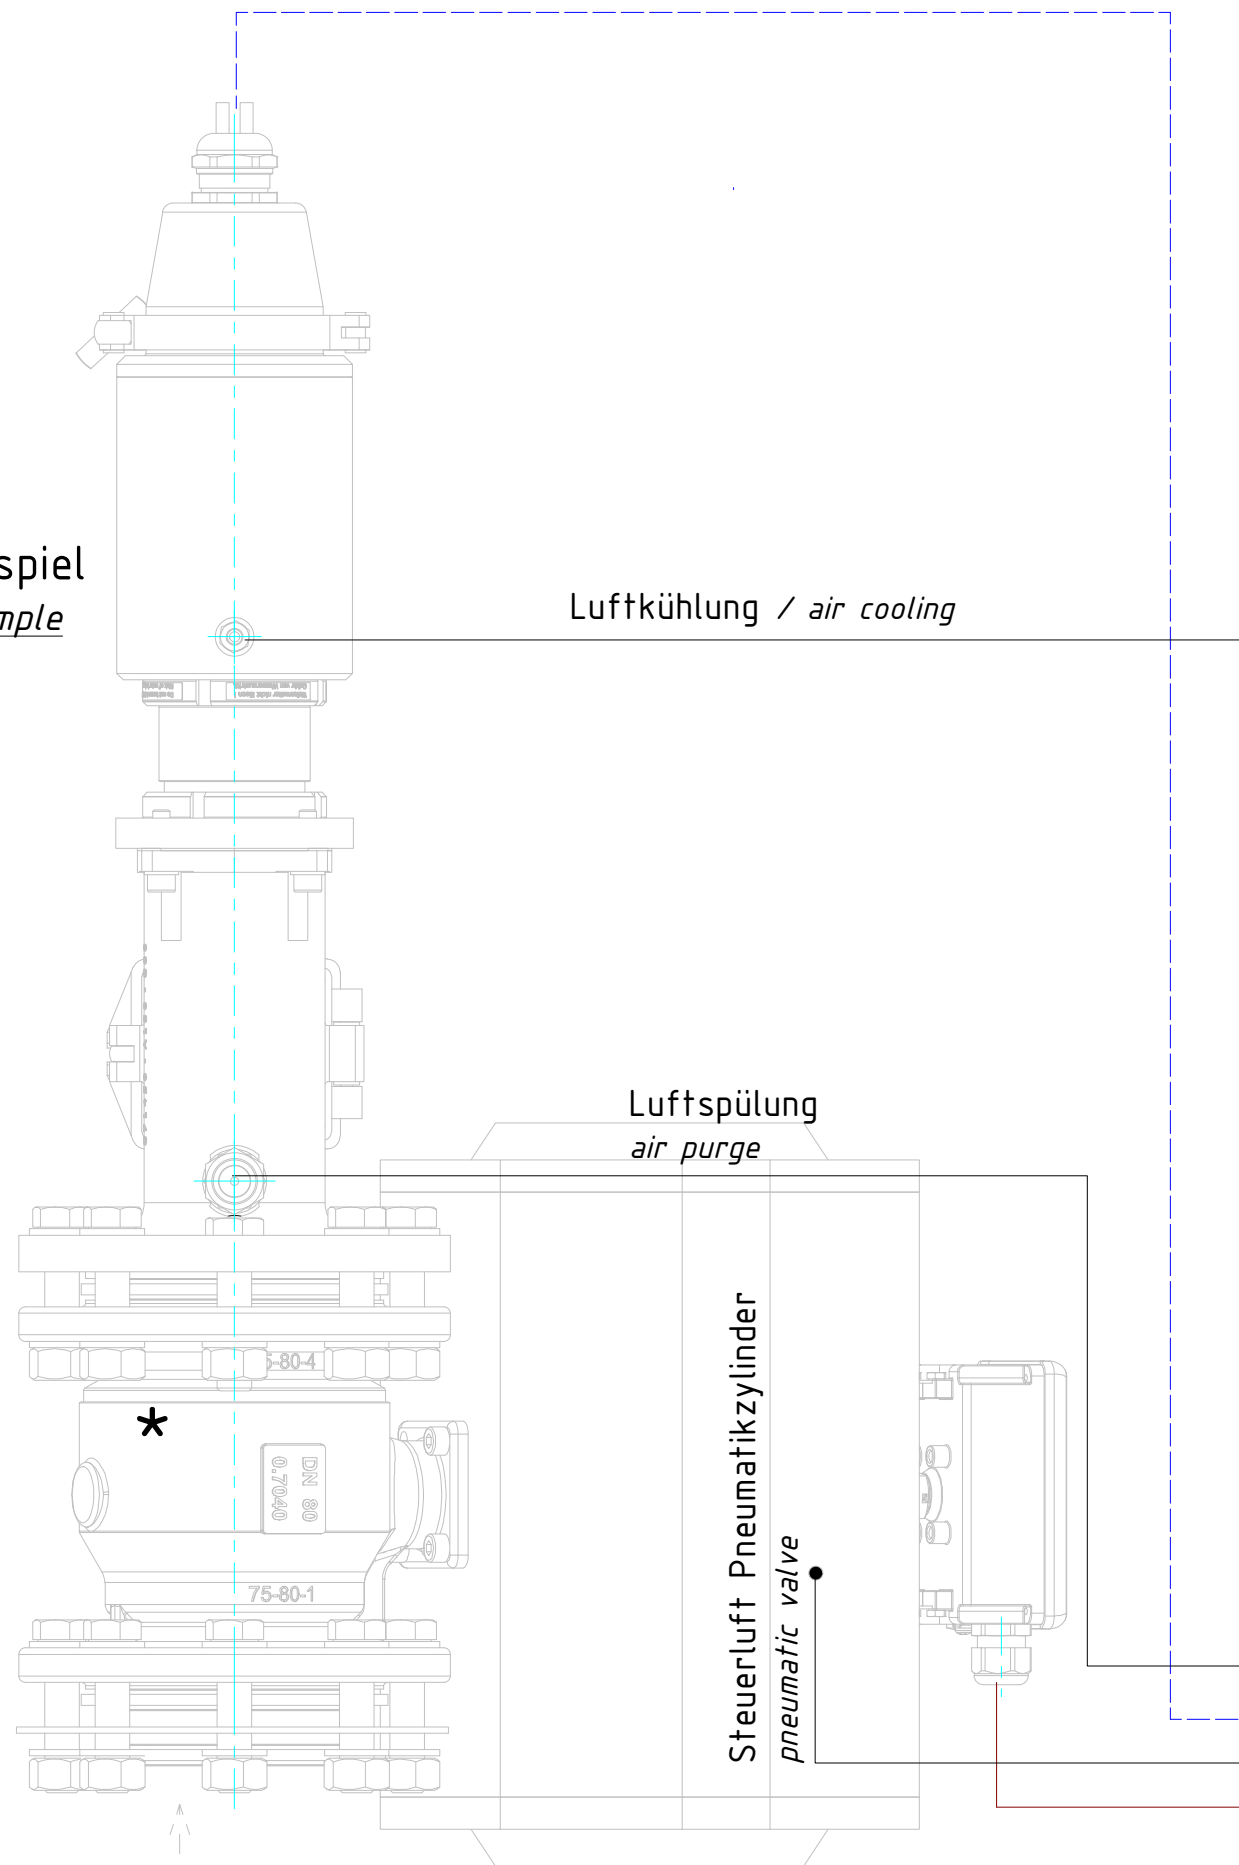 spiel
mple
Luftkühlung / air cooling
Luftspülung
air purge
Steuerluft Pneumatikzylinder
pneumatic valve
5-80-4
*
DN 80
0.7040
75-80-1